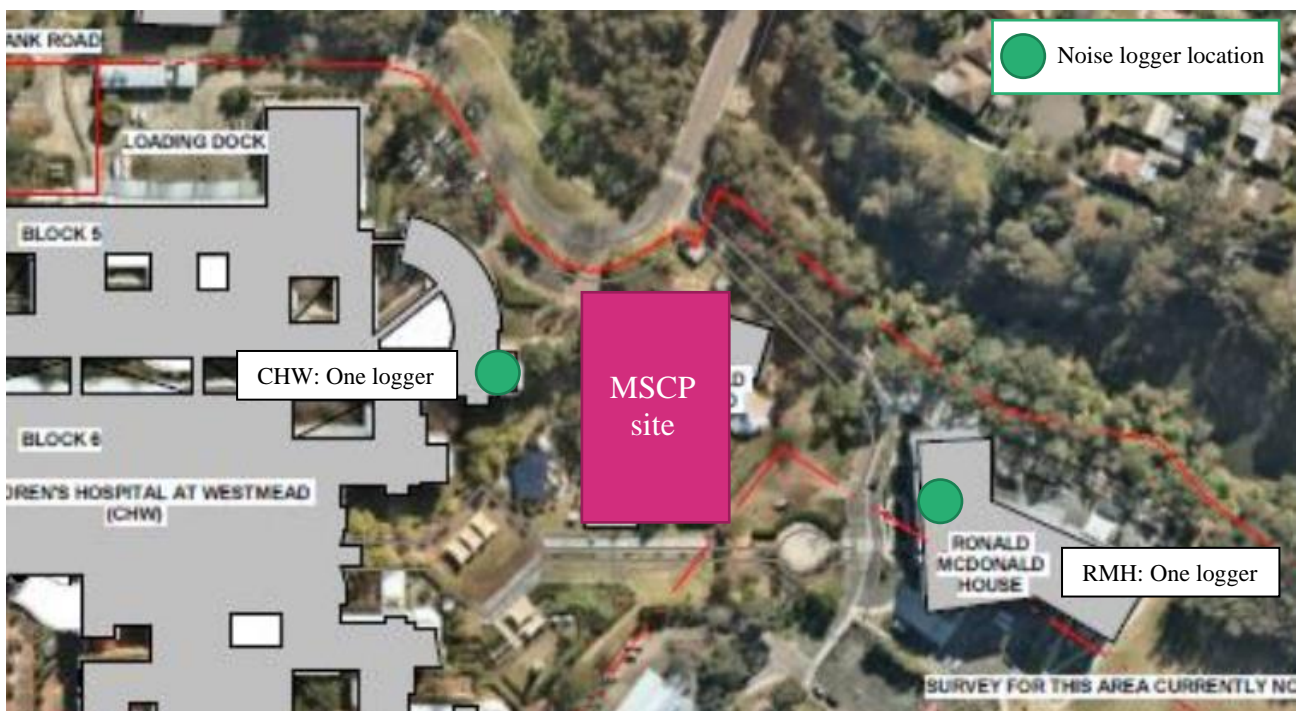 ANK ROAD
Noise logger location
LOADING DOCK
BLOCK 5
CHW: One logger
MSCP
site
BLOCK 6
DREN'S HOSPITAL AT WESTMEAD
(CHW)
RONALD
MCDONALD
HOUSE
RMH: One logger
SURVEY FOR THIS AREA CURRENTLY NO